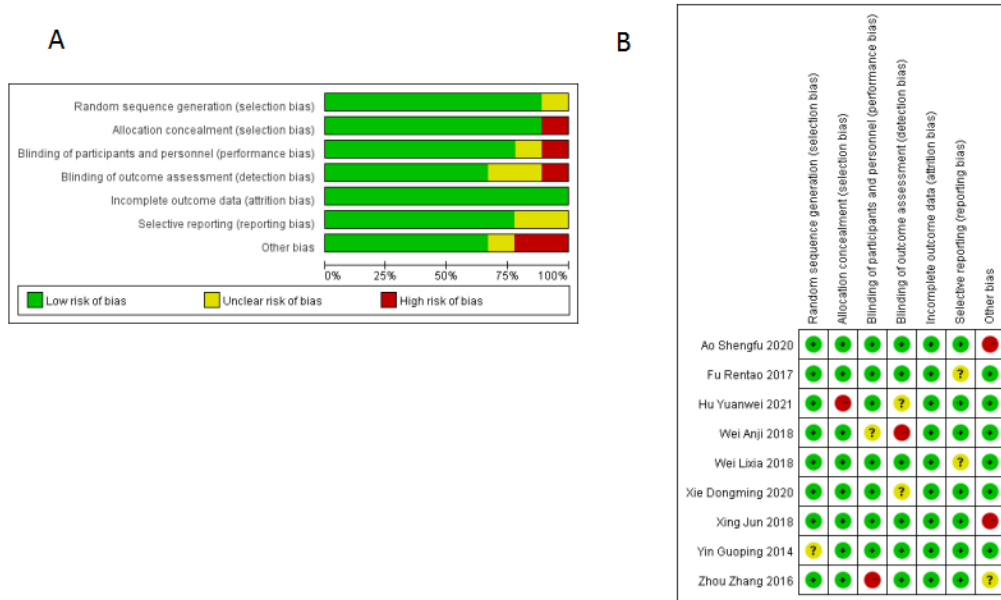 A
Random sequence generation (selection bias)
Allocation concealment (selection bias)
Blinding of participants and personnel (performance bias)
Blinding of outcome assessment (detection bias)
Incomplete outcome data (attrition bias)
Selective reporting (reporting bias)
Other bias
0% 25% 50% 75% 100%
Low risk of bias Unclear risk of bias High risk of bias
B
Random sequence generation (selection bias)
Allocation concealment (selection bias)
Blinding of participants and personnel (performance bias)
Blinding of outcome assessment (detection bias)
Incomplete outcome data (attrition bias)
Selective reporting (reporting bias)
Other bias
Ao Shengfu 2020 + + + + + + -
Fu Rentao 2017 + + + + + ? +
Hu Yuanwei 2021 + - + ? + + +
Wei Anji 2018 + + ? - + + +
Wei Lixia 2018 + + + + + ? +
Xie Dongming 2020 + + + ? + + +
Xing Jun 2018 + + + + + + -
Yin Guoping 2014 ? + + + + + +
Zhou Zhang 2016 + + - + + + ?